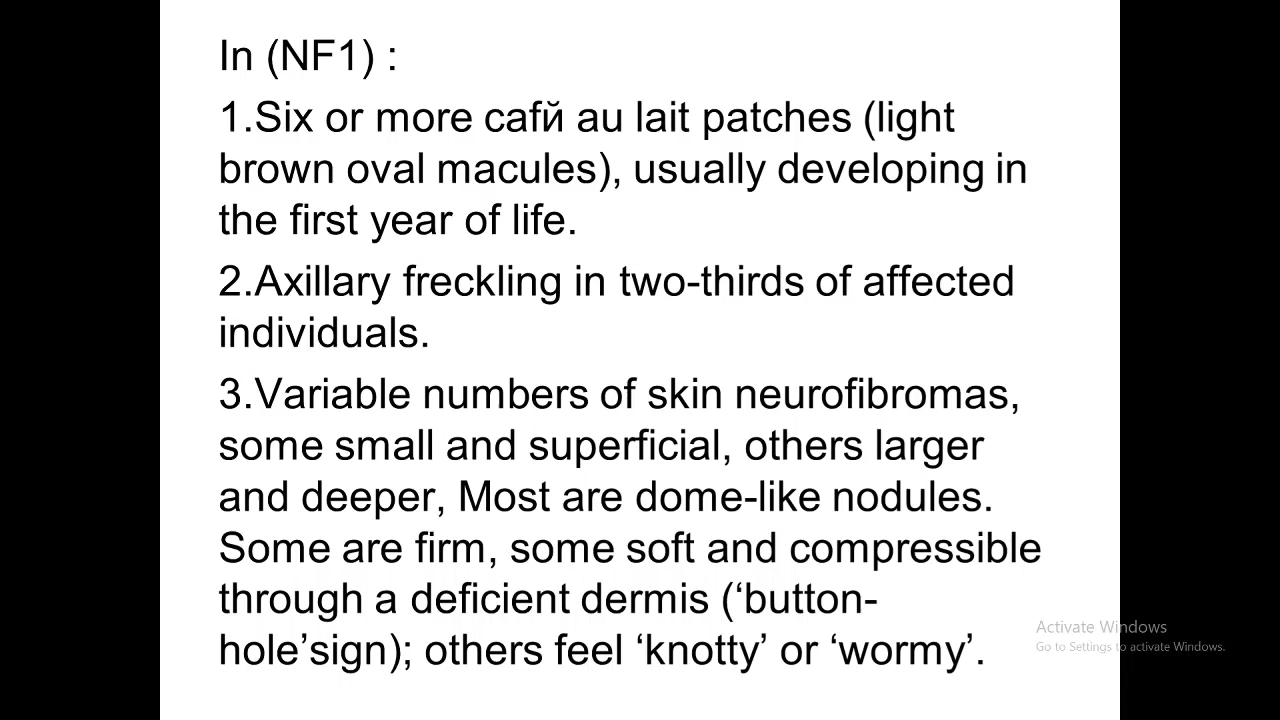 In (NF1) :
1.Six or more cafй au lait patches (light
brown oval macules), usually developing in
the first year of life.
2.Axillary freckling in two-thirds of affected
individuals.
3.Variable numbers of skin neurofibromas,
some small and superficial, others larger
and deeper, Most are dome-like nodules.
Some are firm, some soft and compressible
through a deficient dermis (‘button-
hole’sign); others feel ‘knotty’ or ‘wormy’.
Activate Windows
Go to Settings to activate Windows.